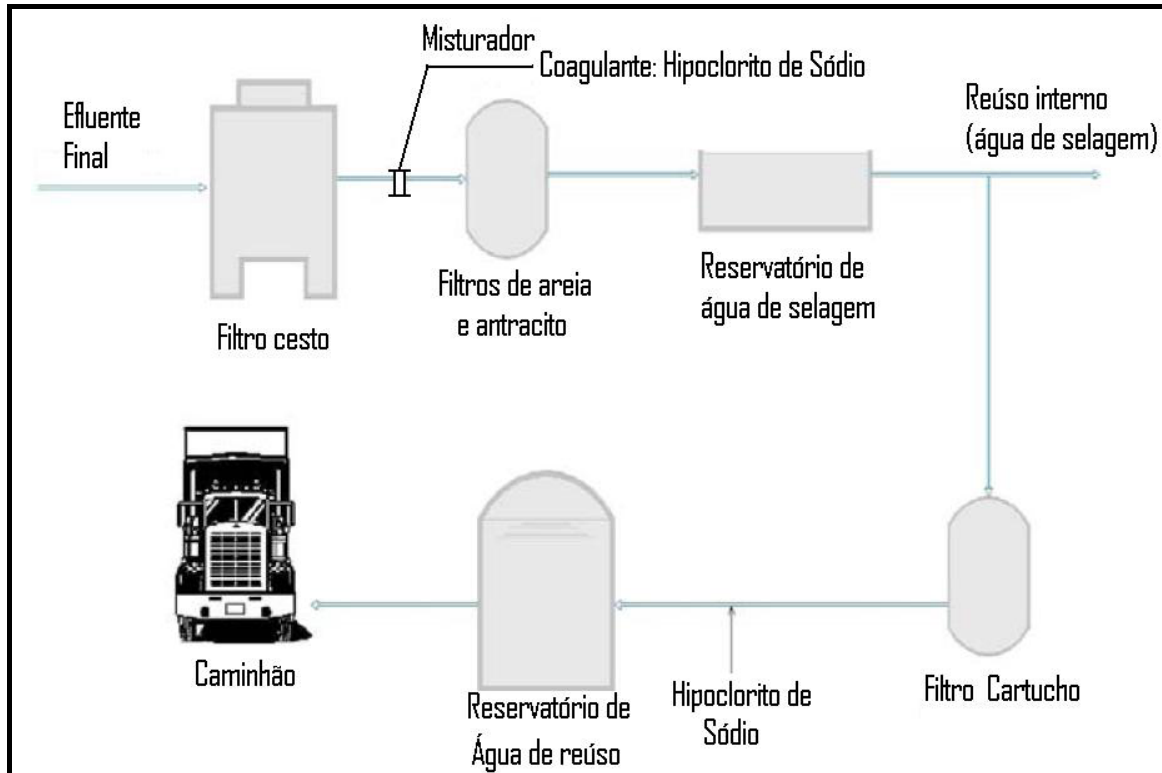 Misturador
Coagulante: Hipoclorito de Sódio
Efluente
Final
Reúso interno
(água de selagem)
Filtro cesto
Filtros de areia
e antracito
Reservatório de
água de selagem
Caminhão
Reservatório de
Água de reúso
Hipoclorito de
Sódio
Filtro Cartucho